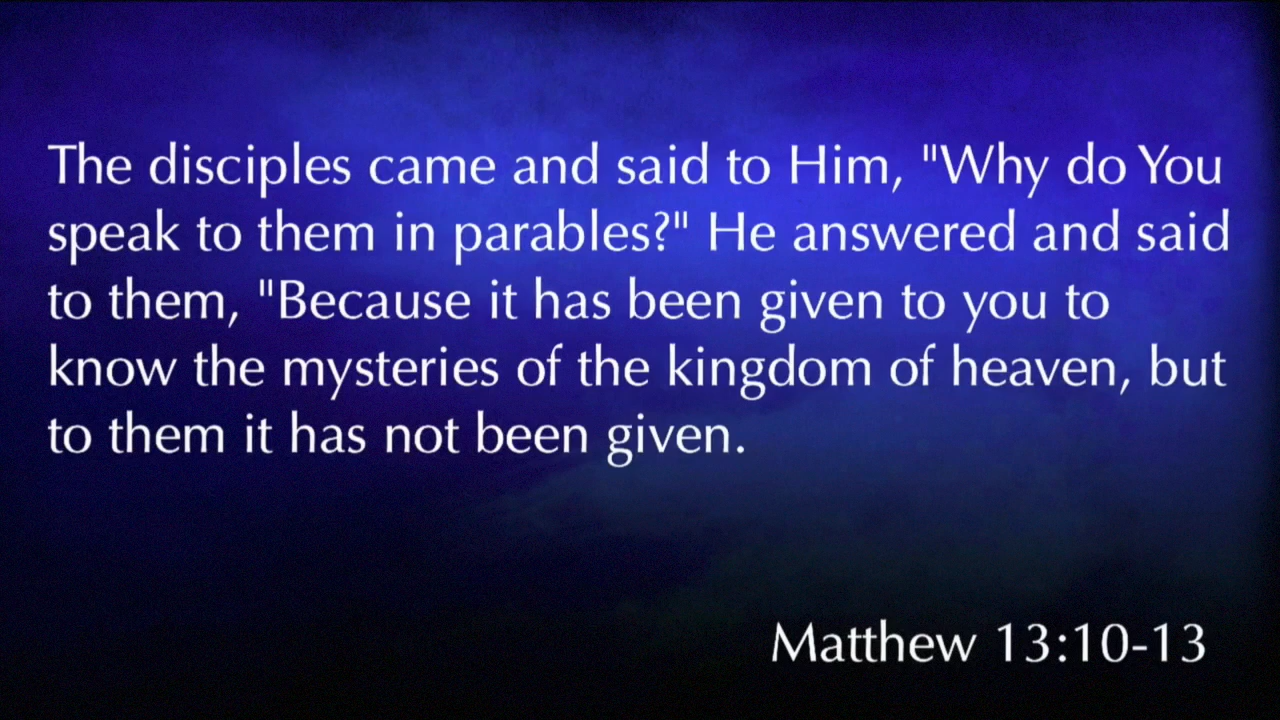 The disciples came and said to Him, "Why do You
speak to them in parables?" He answered and said
to them, "Because it has been given to you to
know the mysteries of the kingdom of heaven, but
to them it has not been given.
Matthew 13:10-13